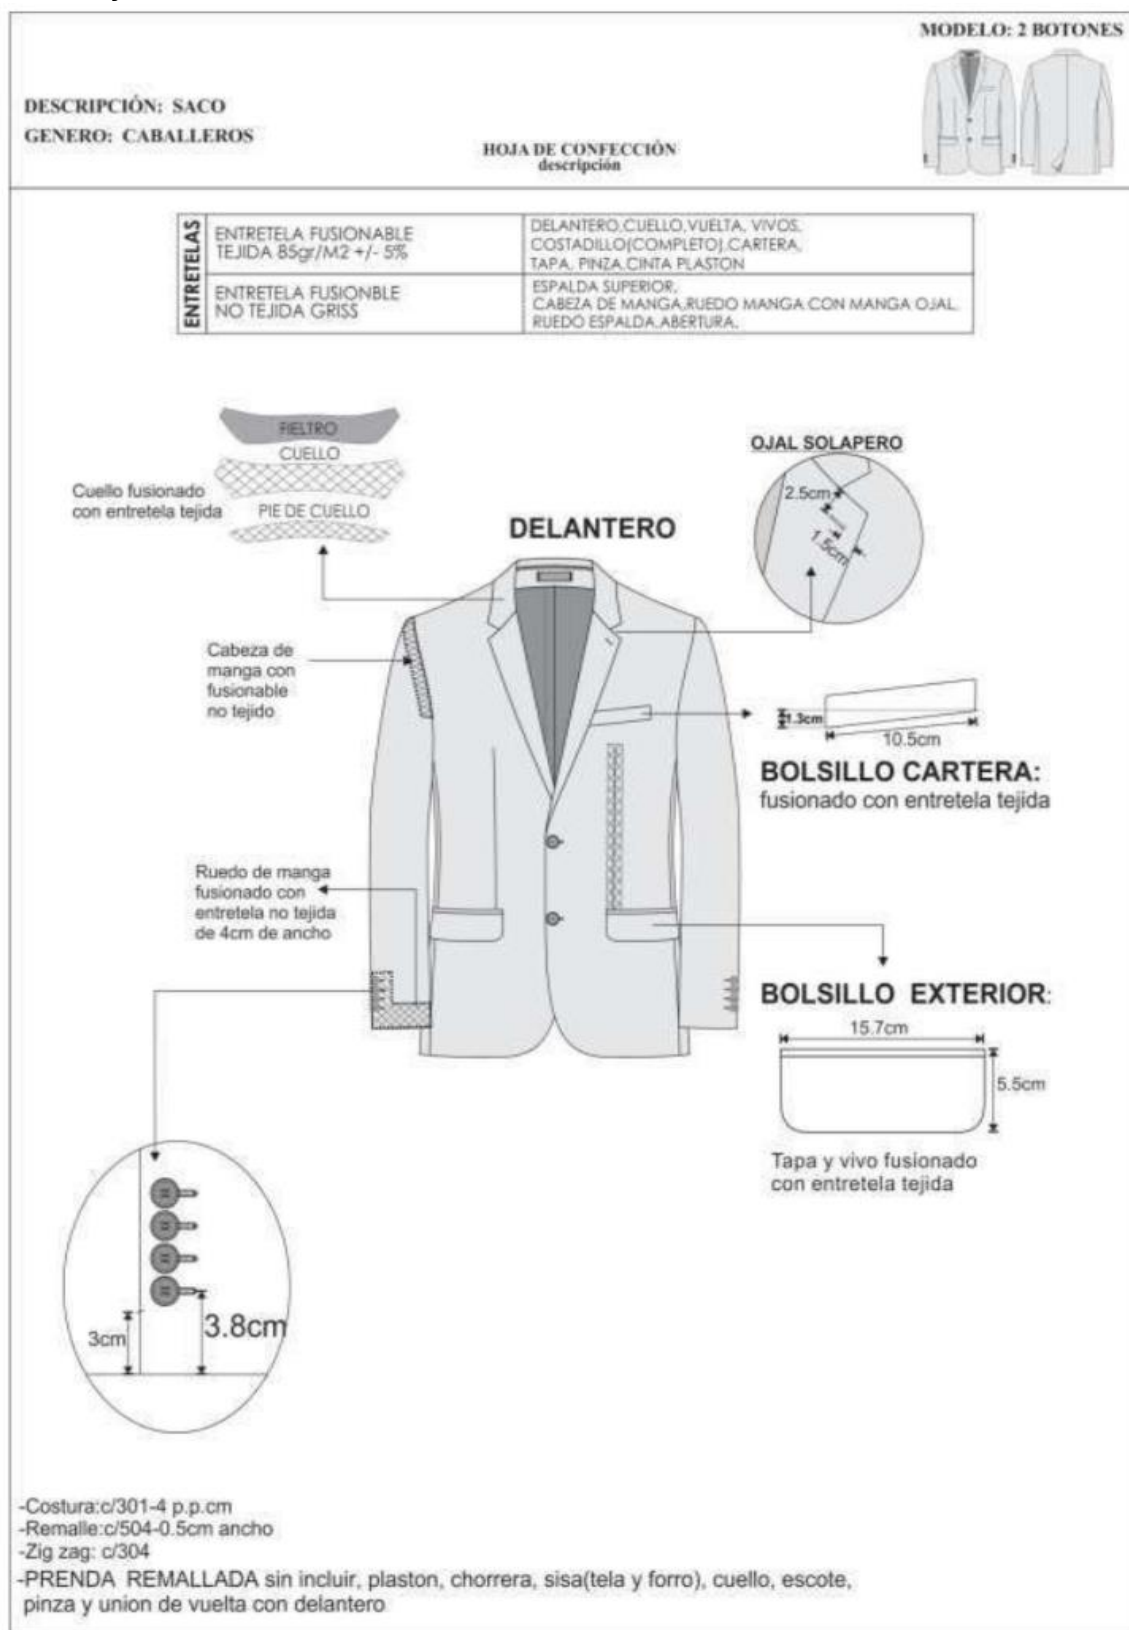 MODELO: 2 BOTONES
DESCRIPCIÓN: SACO
GENERO: CABALLEROS
HOJA DE CONFECCIÓN
descripción
ENTRETELAS
ENTRETELA FUSIONABLE
TEJIDA 85gr/M2 +/- 5%
DELANTERO,CUELLO,VUELTA, VIVOS,
COSTADILLO(COMPLETO),CARTERA,
TAPA, PINZA,CINTA PLASTON
ENTRETELA FUSIONBLE
NO TEJIDA GRISS
ESPALDA SUPERIOR,
CABEZA DE MANGA,RUEDO MANGA CON MANGA OJAL,
RUEDO ESPALDA,ABERTURA,
FIELTRO
CUELLO
Cuello fusionado
con entretela tejida
PIE DE CUELLO
DELANTERO
OJAL SOLAPERO
2.5cm
1.5cm
Cabeza de
manga con
fusionable
no tejido
1.3cm
10.5cm
BOLSILLO CARTERA:
fusionado con entretela tejida
Ruedo de manga
fusionado con
entretela no tejida
de 4cm de ancho
BOLSILLO EXTERIOR:
15.7cm
5.5cm
Tapa y vivo fusionado
con entretela tejida
3cm
3.8cm
-Costura:c/301-4 p.p.cm
-Remalle:c/504-0.5cm ancho
-Zig zag: c/304
-PRENDA REMALLADA sin incluir, plaston, chorrera, sisa(tela y forro), cuello, escote,
pinza y union de vuelta con delantero